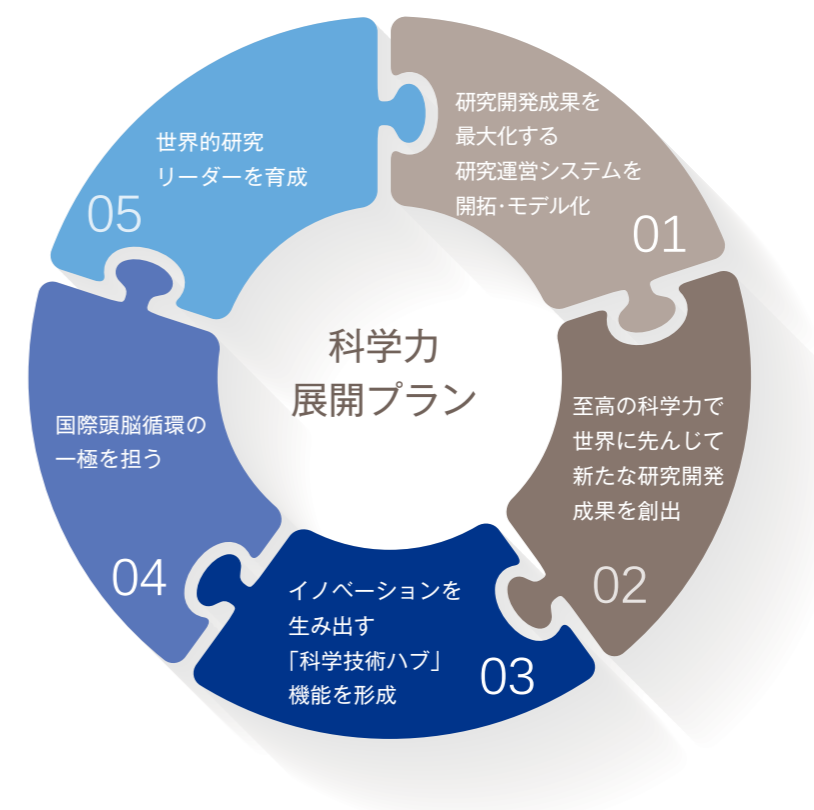 科学力
展開プラン
研究開発成果を
最大化する
研究運営システムを
開拓・モデル化
01
至高の科学力で
世界に先んじて
新たな研究開発
成果を創出
02
イノベーションを
生み出す
「科学技術ハブ」
機能を形成
03
国際頭脳循環の
一極を担う
04
世界的研究
リーダーを育成
05